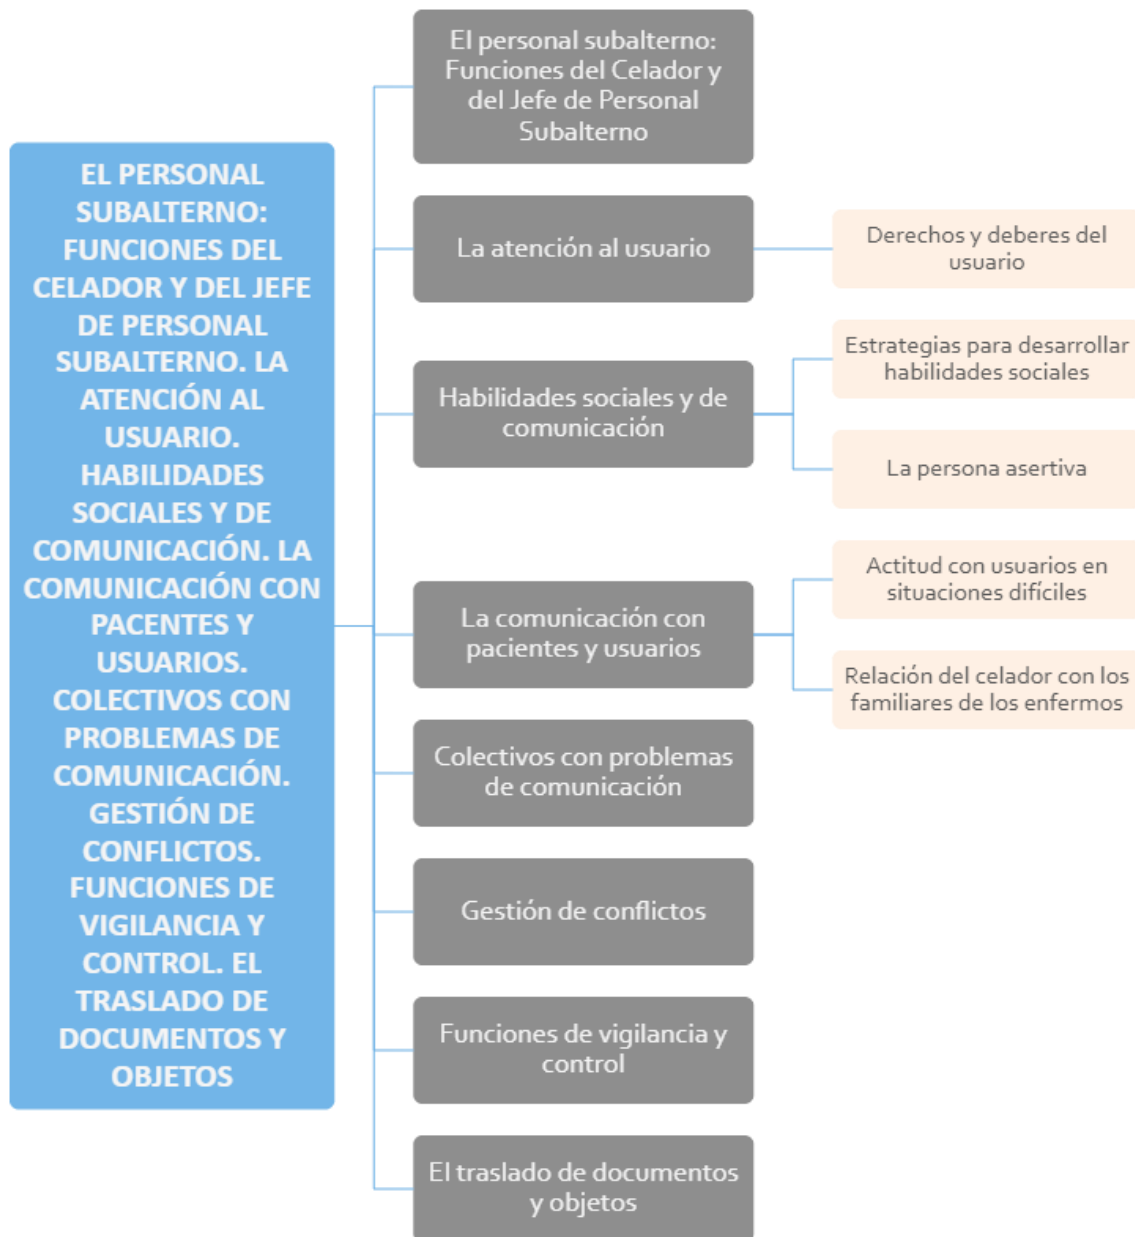 EL PERSONAL
SUBALTERNO:
FUNCIONES DEL
CELADOR Y DEL JEFE
DE PERSONAL
SUBALTERNO. LA
ATENCIÓN AL
USUARIO.
HABILIDADES
SOCIALES Y DE
COMUNICACIÓN. LA
COMUNICACIÓN CON
PACENTES Y
USUARIOS.
COLECTIVOS CON
PROBLEMAS DE
COMUNICACIÓN.
GESTIÓN DE
CONFLICTOS.
FUNCIONES DE
VIGILANCIA Y
CONTROL. EL
TRASLADO DE
DOCUMENTOS Y
OBJETOS
El personal subalterno:
Funciones del Celador y
del Jefe de Personal
Subalterno
La atención al usuario
Derechos y deberes del
usuario
Habilidades sociales y de
comunicación
Estrategias para desarrollar
habilidades sociales
La persona asertiva
La comunicación con
pacientes y usuarios
Actitud con usuarios en
situaciones difíciles
Relación del celador con los
familiares de los enfermos
Colectivos con problemas
de comunicación
Gestión de conflictos
Funciones de vigilancia y
control
El traslado de documentos
y objetos